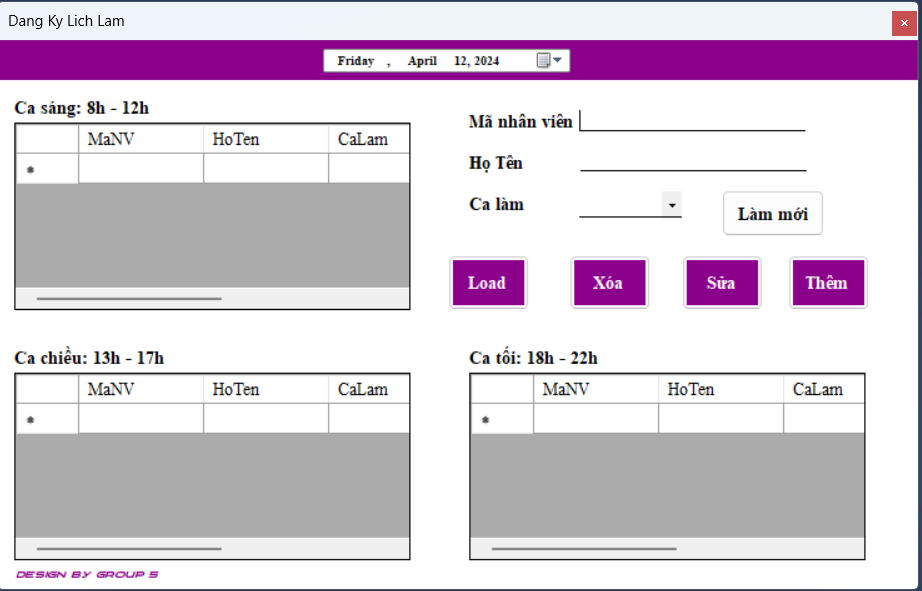 Dang Ky Lich Lam
Friday , April 12, 2024
Ca sáng: 8h - 12h
MaNV HoTen CaLam
Mã nhân viên
Họ Tên
Ca làm
Làm mới
Load Xóa Sửa Thêm
Ca chiều: 13h - 17h
MaNV HoTen CaLam
Ca tối: 18h - 22h
MaNV HoTen CaLam
DESIGN BY GROUP 5